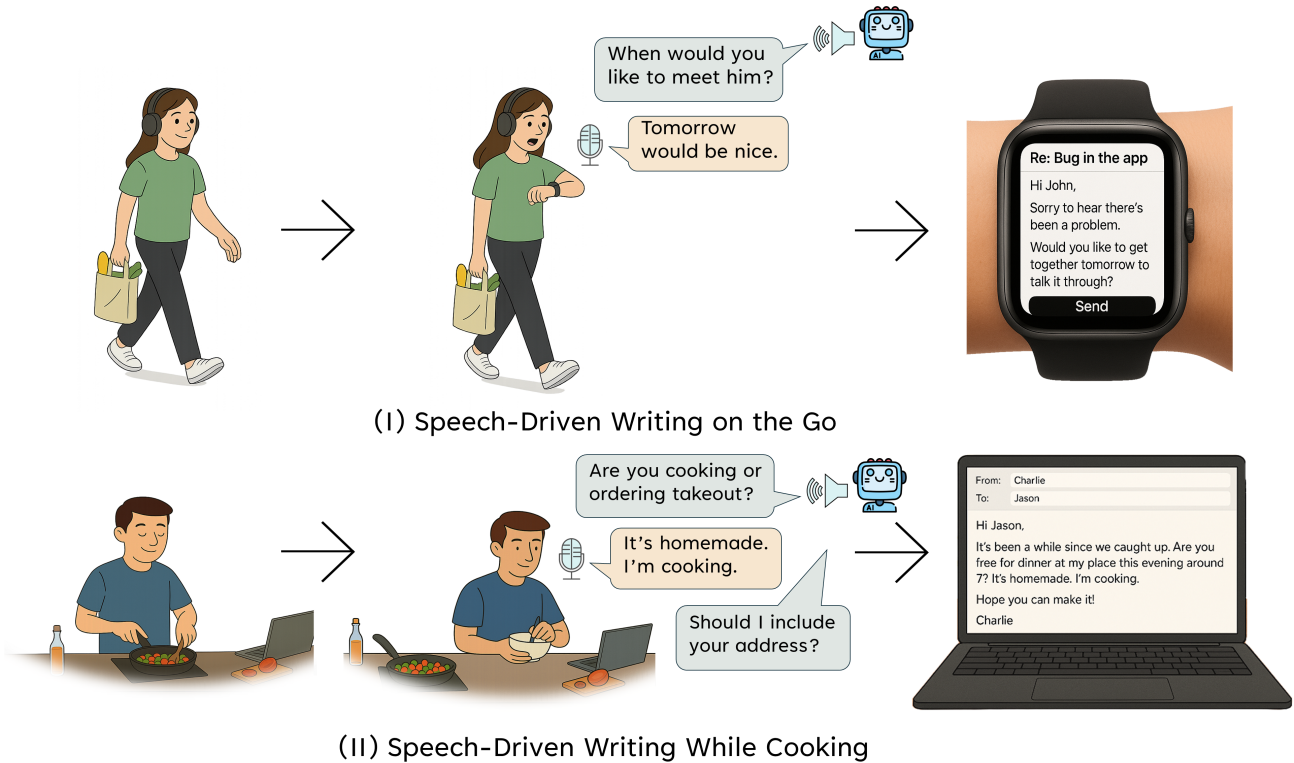 When would you
like to meet him?
AI
Tomorrow
would be nice.
Re: Bug in the app
Hi John,
Sorry to hear there's
been a problem.
Would you like to get
together tomorrow to
talk it through?
Send
(I) Speech-Driven Writing on the Go
Are you cooking or
ordering takeout?
AI
It's homemade.
I'm cooking.
Should I include
your address?
From: Charlie
To: Jason
Hi Jason,
It's been a while since we caught up. Are you
free for dinner at my place this evening around
7? It's homemade. I'm cooking.
Hope you can make it!
Charlie
(II) Speech-Driven Writing While Cooking